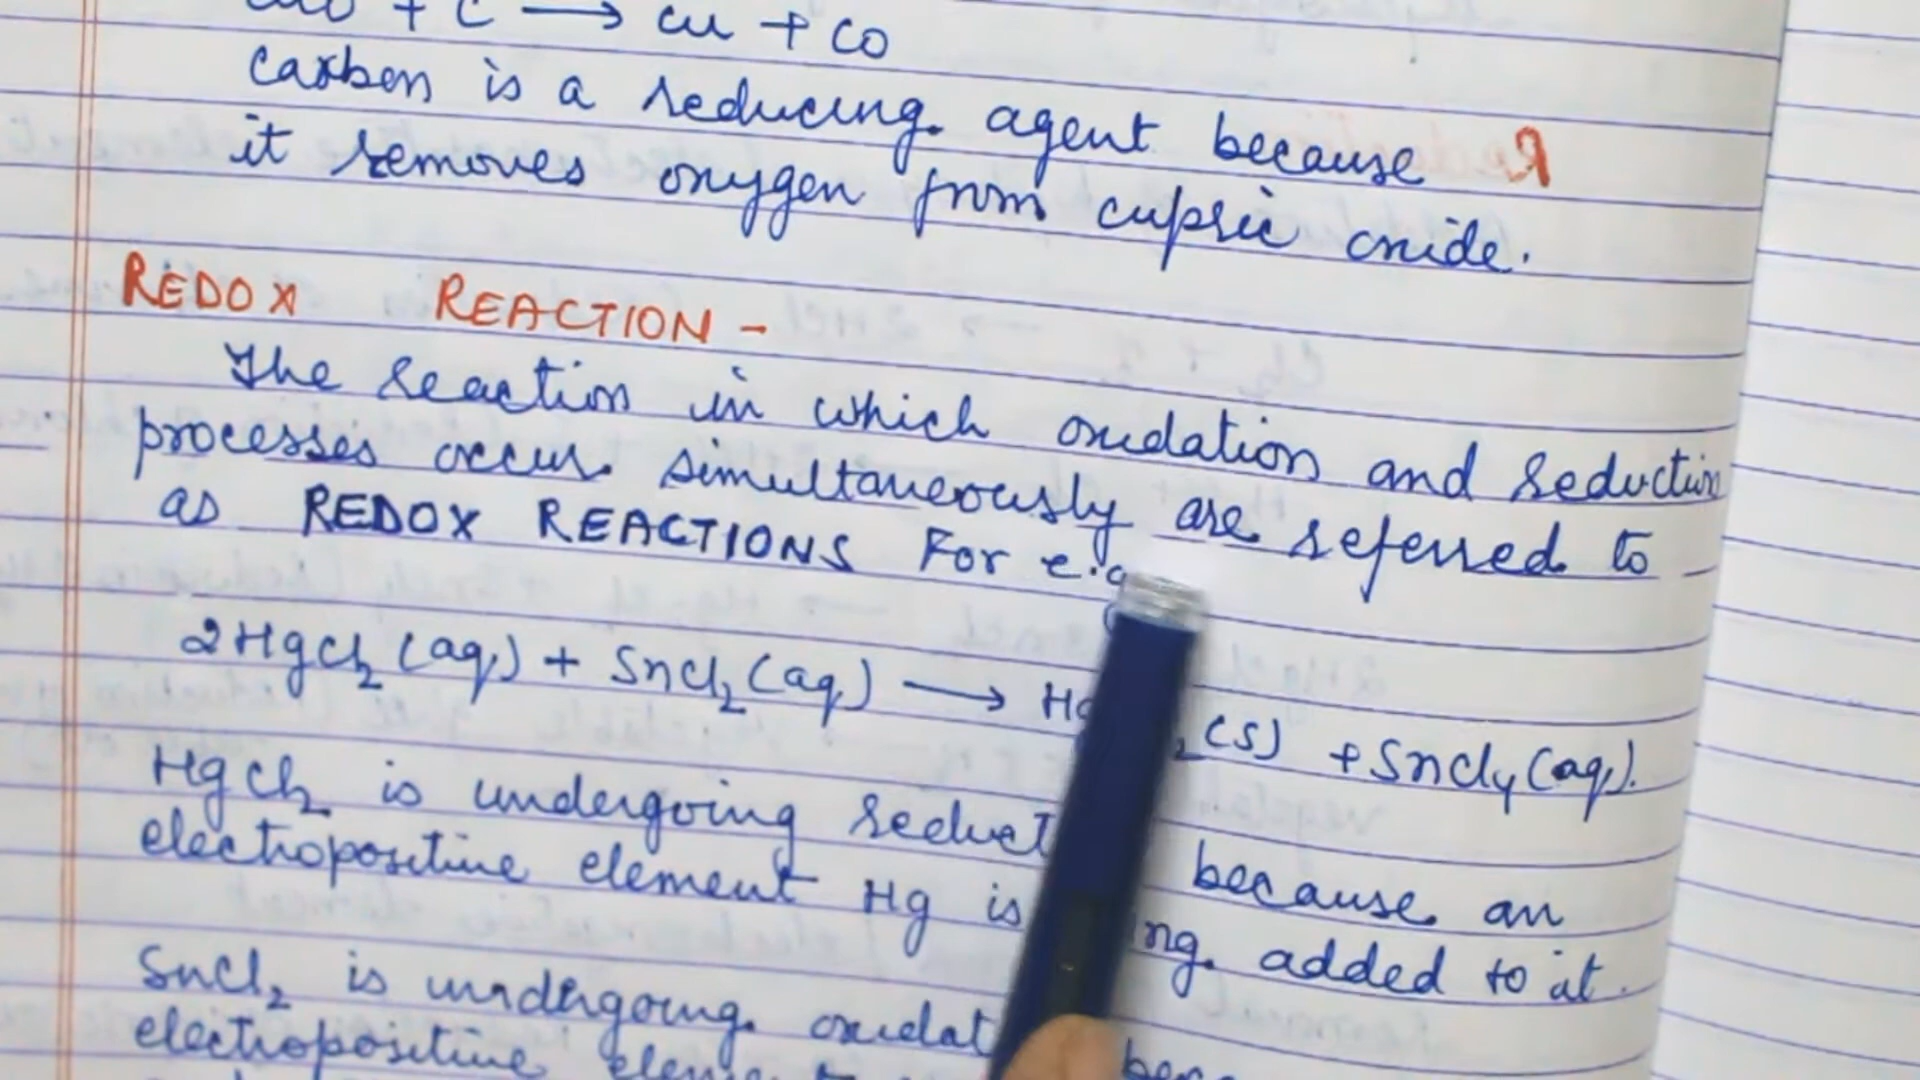 + C → Cu + CO
Carbon is a reducing agent because
it removes oxygen from cupric oxide.
REDOX REACTION -
The reaction in which oxidation and reduction
processes occur simultaneously are referred to
as REDOX REACTIONS For e.g
2HgCl2 (aq) + SnCl2 (aq) → Hg 2 (s) + SnCl4 (aq).
HgCl2 is undergoing reduct because an
electropositive element Hg is ng added to it.
SnCl2 is undergoing oxidat
electropositive